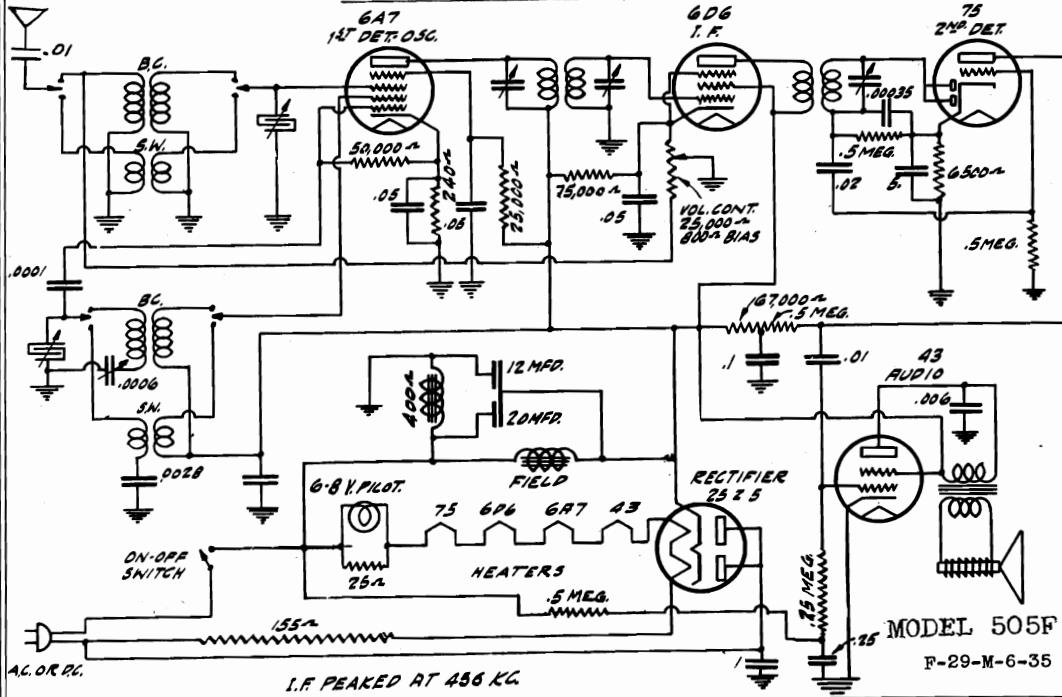 6A7
1ST DET.-OSC.
6D6
I.F.
75
2ND. DET.
.01
B.C.
S.W.
50,000 Ω
.05
240 Ω
.05
25,000 Ω
75,000 Ω
.05
VOL. CONT.
25,000 Ω
800 Ω BIAS
.00035
.5 MEG.
.02
5.
6500 Ω
.5 MEG.
.0001
B.C.
.0006
S.W.
.0028
400 Ω
12 MFD.
20 MFD.
FIELD
167,000 Ω
.5 MEG.
.1
.01
43
AUDIO
.006
6-8 V. PILOT.
25 Ω
75
6D6
6A7
43
HEATERS
RECTIFIER
25Z5
ON-OFF
SWITCH
.5 MEG.
.25 MEG.
.25
155 Ω
.1
A.C. OR D.C.
I.F. PEAKED AT 456 KC.
MODEL 505F
F-29-M-6-35